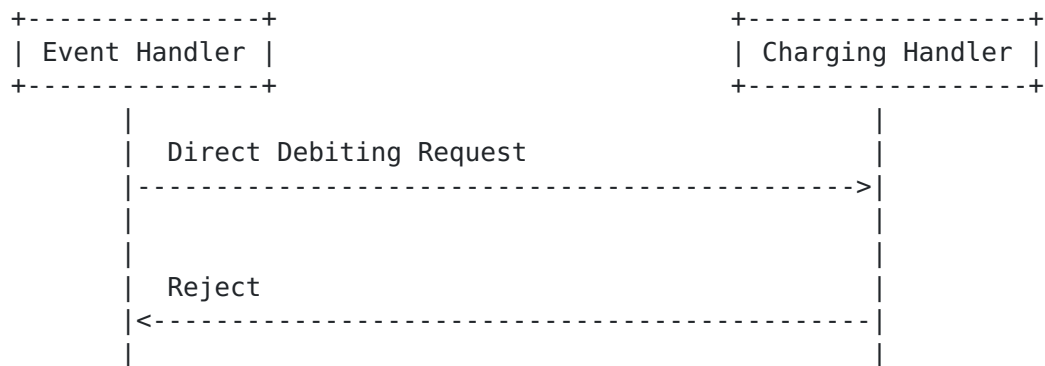 Event Handler
Charging Handler
Direct Debiting Request
Reject